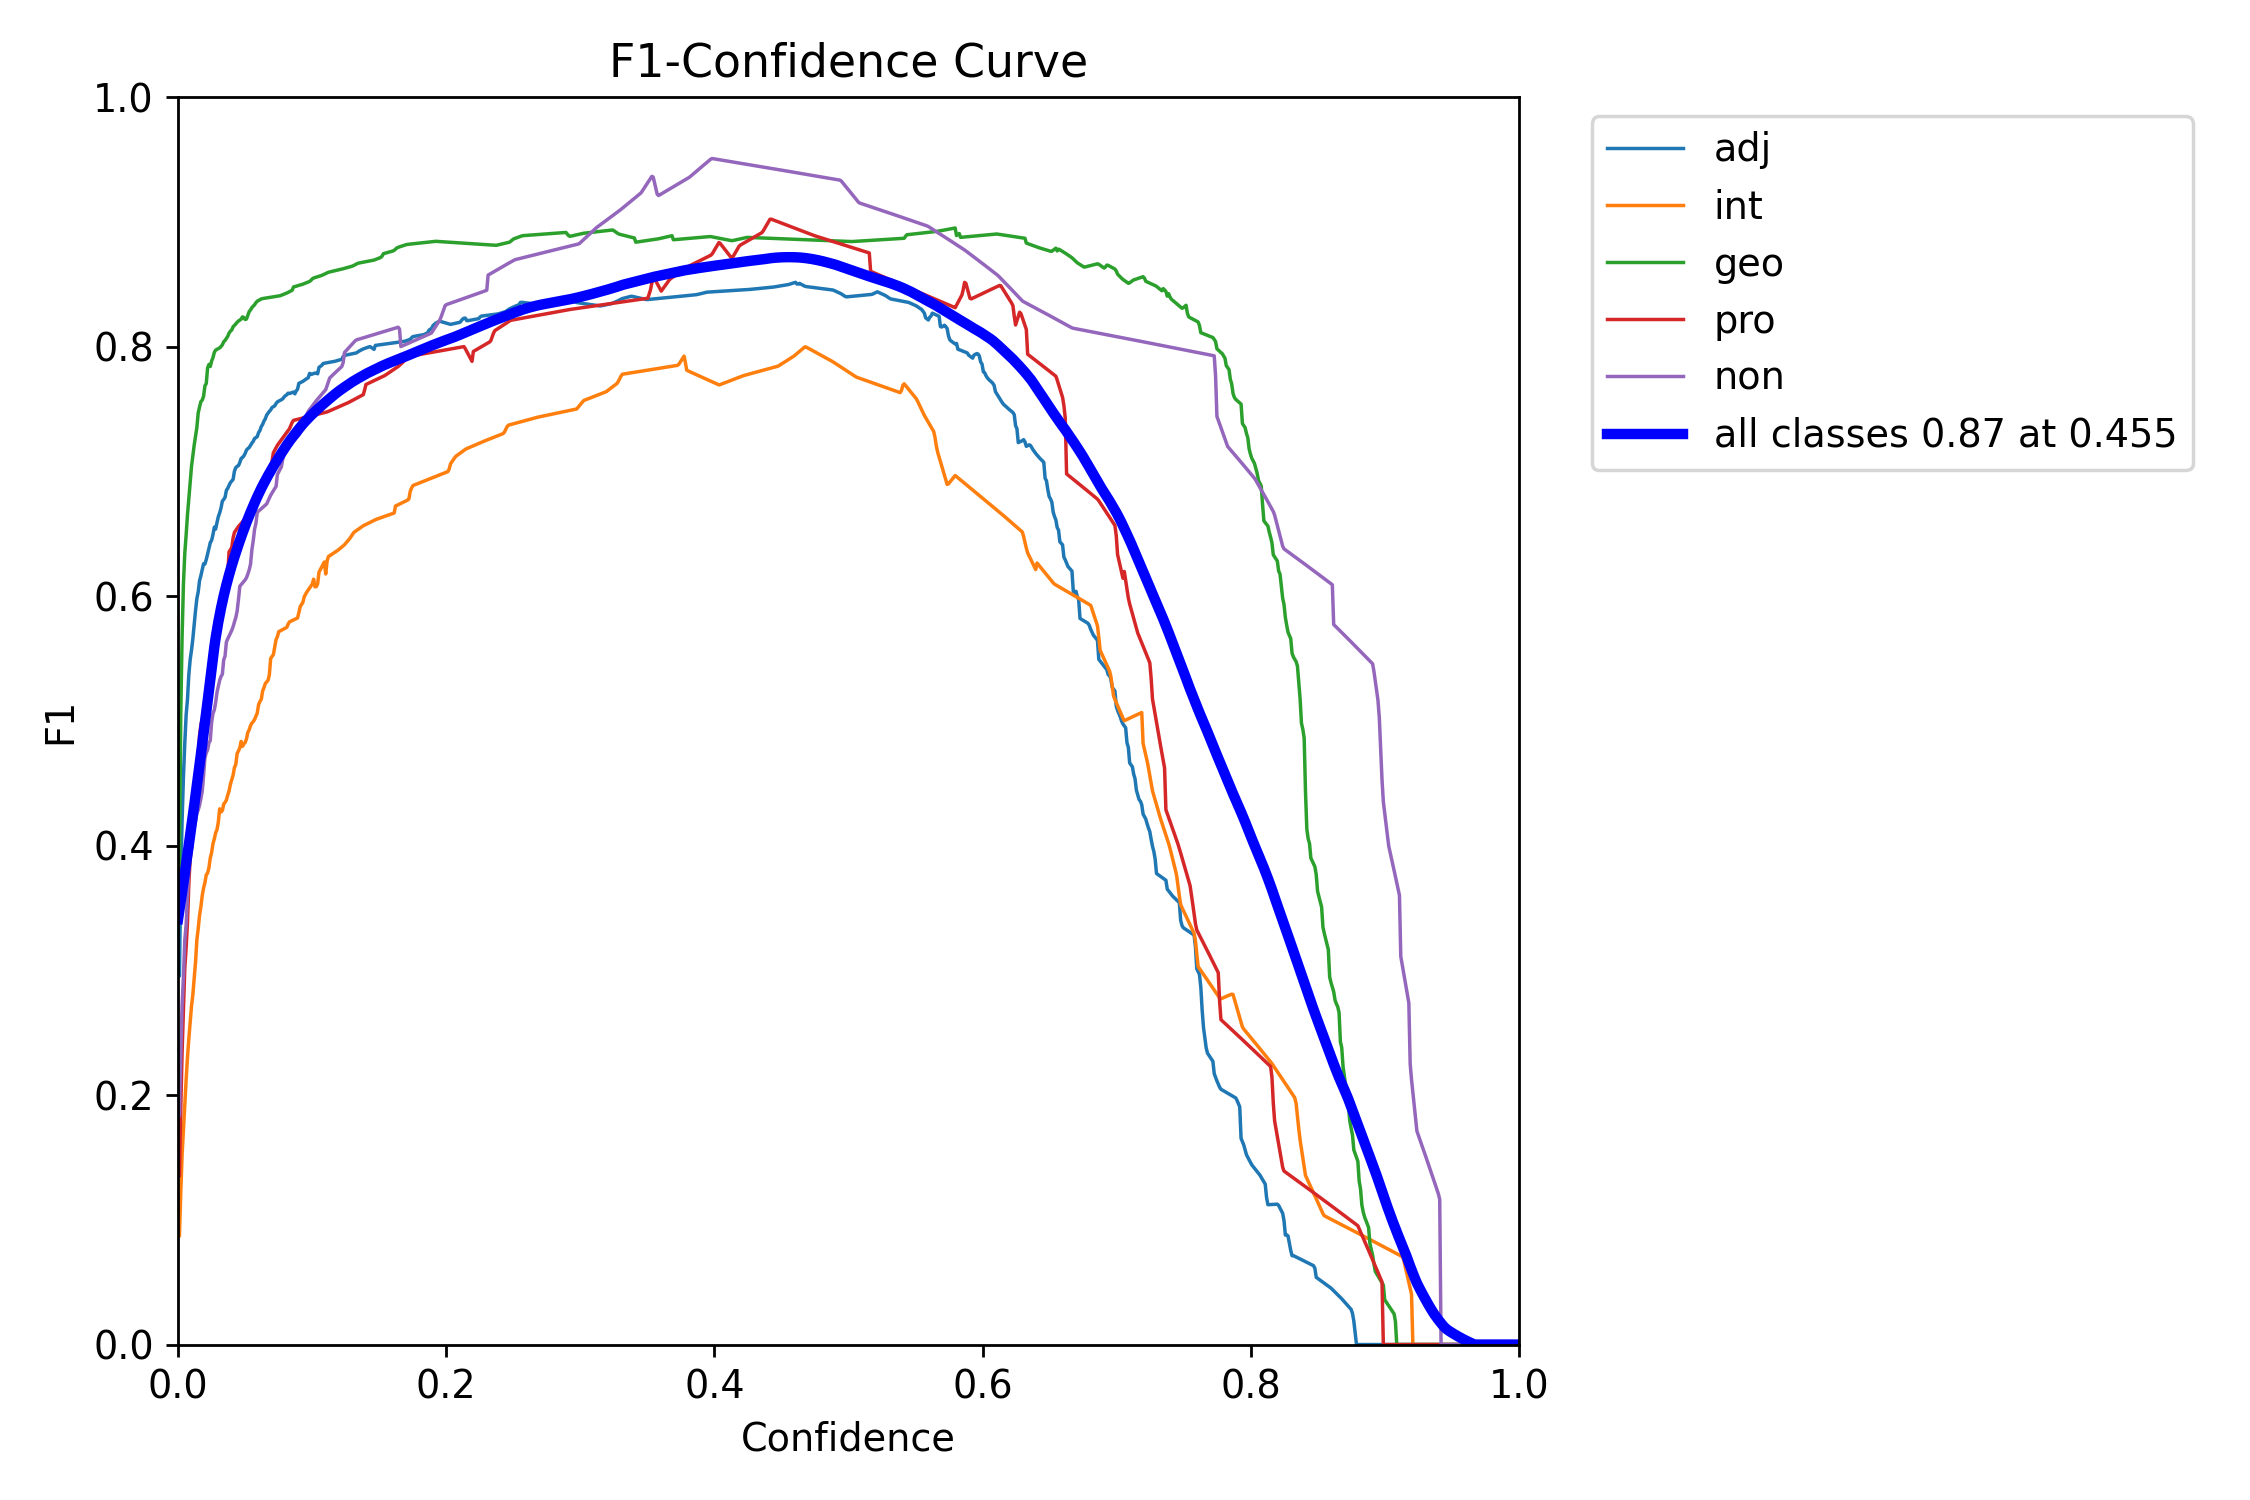 F1-Confidence Curve
1.0
0.8
0.6
0.4
0.2
0.0
F1
0.0 0.2 0.4 0.6 0.8 1.0
Confidence
adj
int
geo
pro
non
all classes 0.87 at 0.455